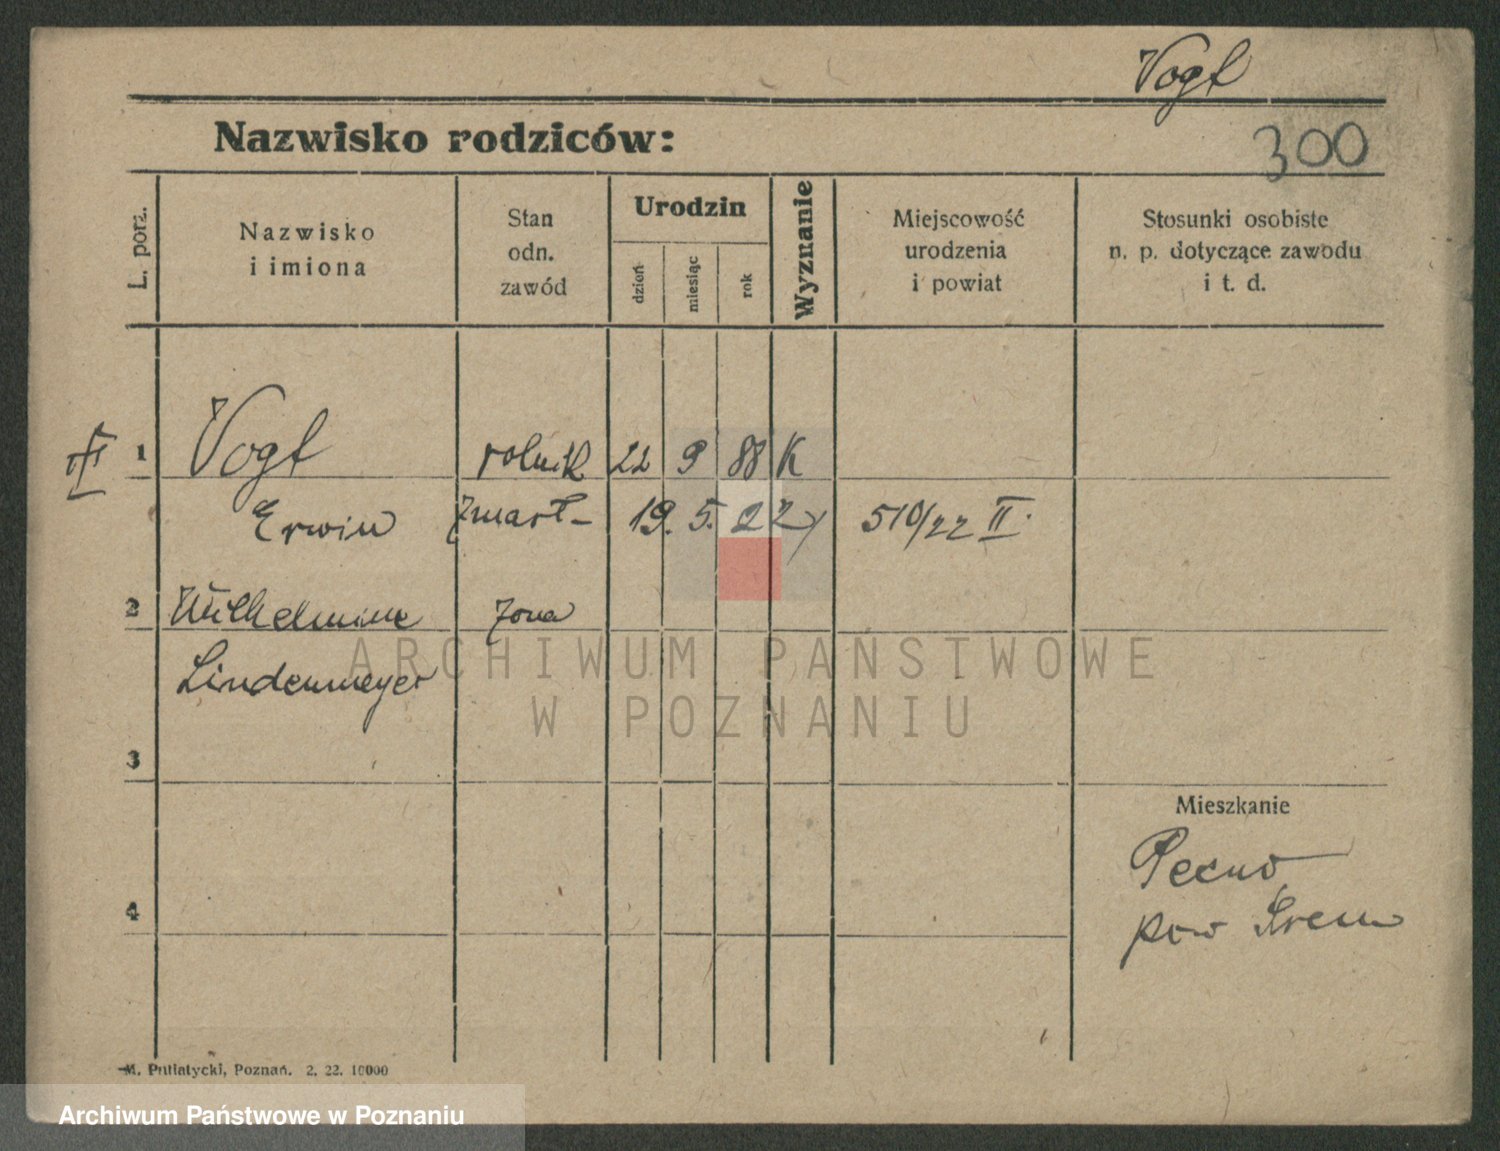 Vogt
Nazwisko rodziców:
300
L. porz.
Nazwisko
i imiona
Stan
odn.
zawód
Urodzin
dzień
miesiąc
rok
Wyznanie
Miejscowość
urodzenia
i powiat
Stosunki osobiste
n. p. dotyczące zawodu
i t. d.
1 Vogt rolnik 22 9 88 K
Erwin zmarł- 19. 5. 22 510/22 II.
2 Wilhelmine żona
Lindenmeyer
3
Mieszkanie
Pecno
4
pow Śrem
M. Putiatycki, Poznań. 2. 22. 10000
ARCHIWUM PAŃSTWOWE
W POZNANIU
Archiwum Państwowe w Poznaniu